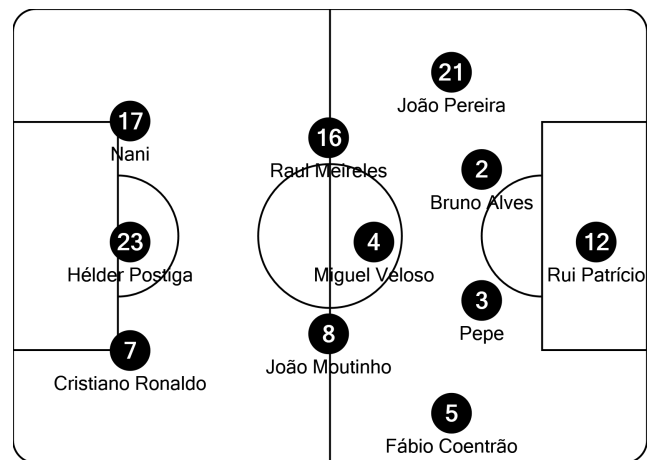 21
João Pereira
17
Nani
16
Raul Meireles
2
Bruno Alves
23
Hélder Postiga
4
Miguel Veloso
12
Rui Patrício
3
Pepe
8
João Moutinho
7
Cristiano Ronaldo
5
Fábio Coentrão